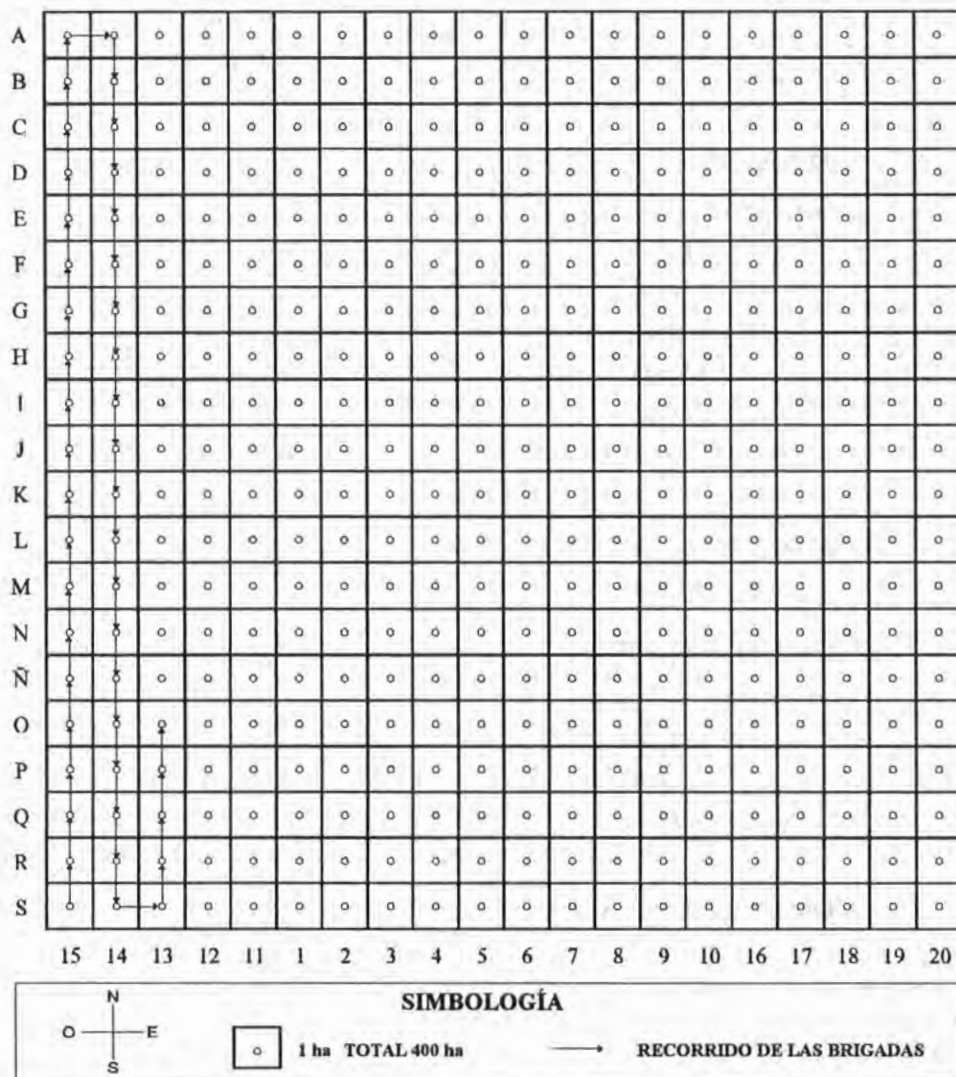 A
B
C
D
E
F
G
H
I
J
K
L
M
N
Ñ
O
P
Q
R
S
15 14 13 12 11 1 2 3 4 5 6 7 8 9 10 16 17 18 19 20
SIMBOLOGÍA
N
O E
S
1 ha TOTAL 400 ha
RECORRIDO DE LAS BRIGADAS